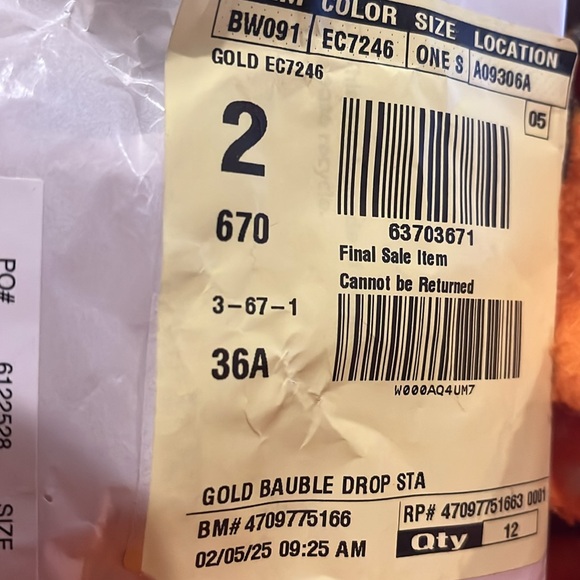 COLOR SIZE LOCATION
BW091 EC7246 ONE S A09306A
GOLD EC7246
05
2
63703671
670
Final Sale Item
Cannot be Returned
3-67-1
36A
W000AQ4UM7
GOLD BAUBLE DROP STA
BM# 4709775166
RP# 47097751663 0001
02/05/25 09:25 AM
Qty 12
PO# 6122528 SIZE